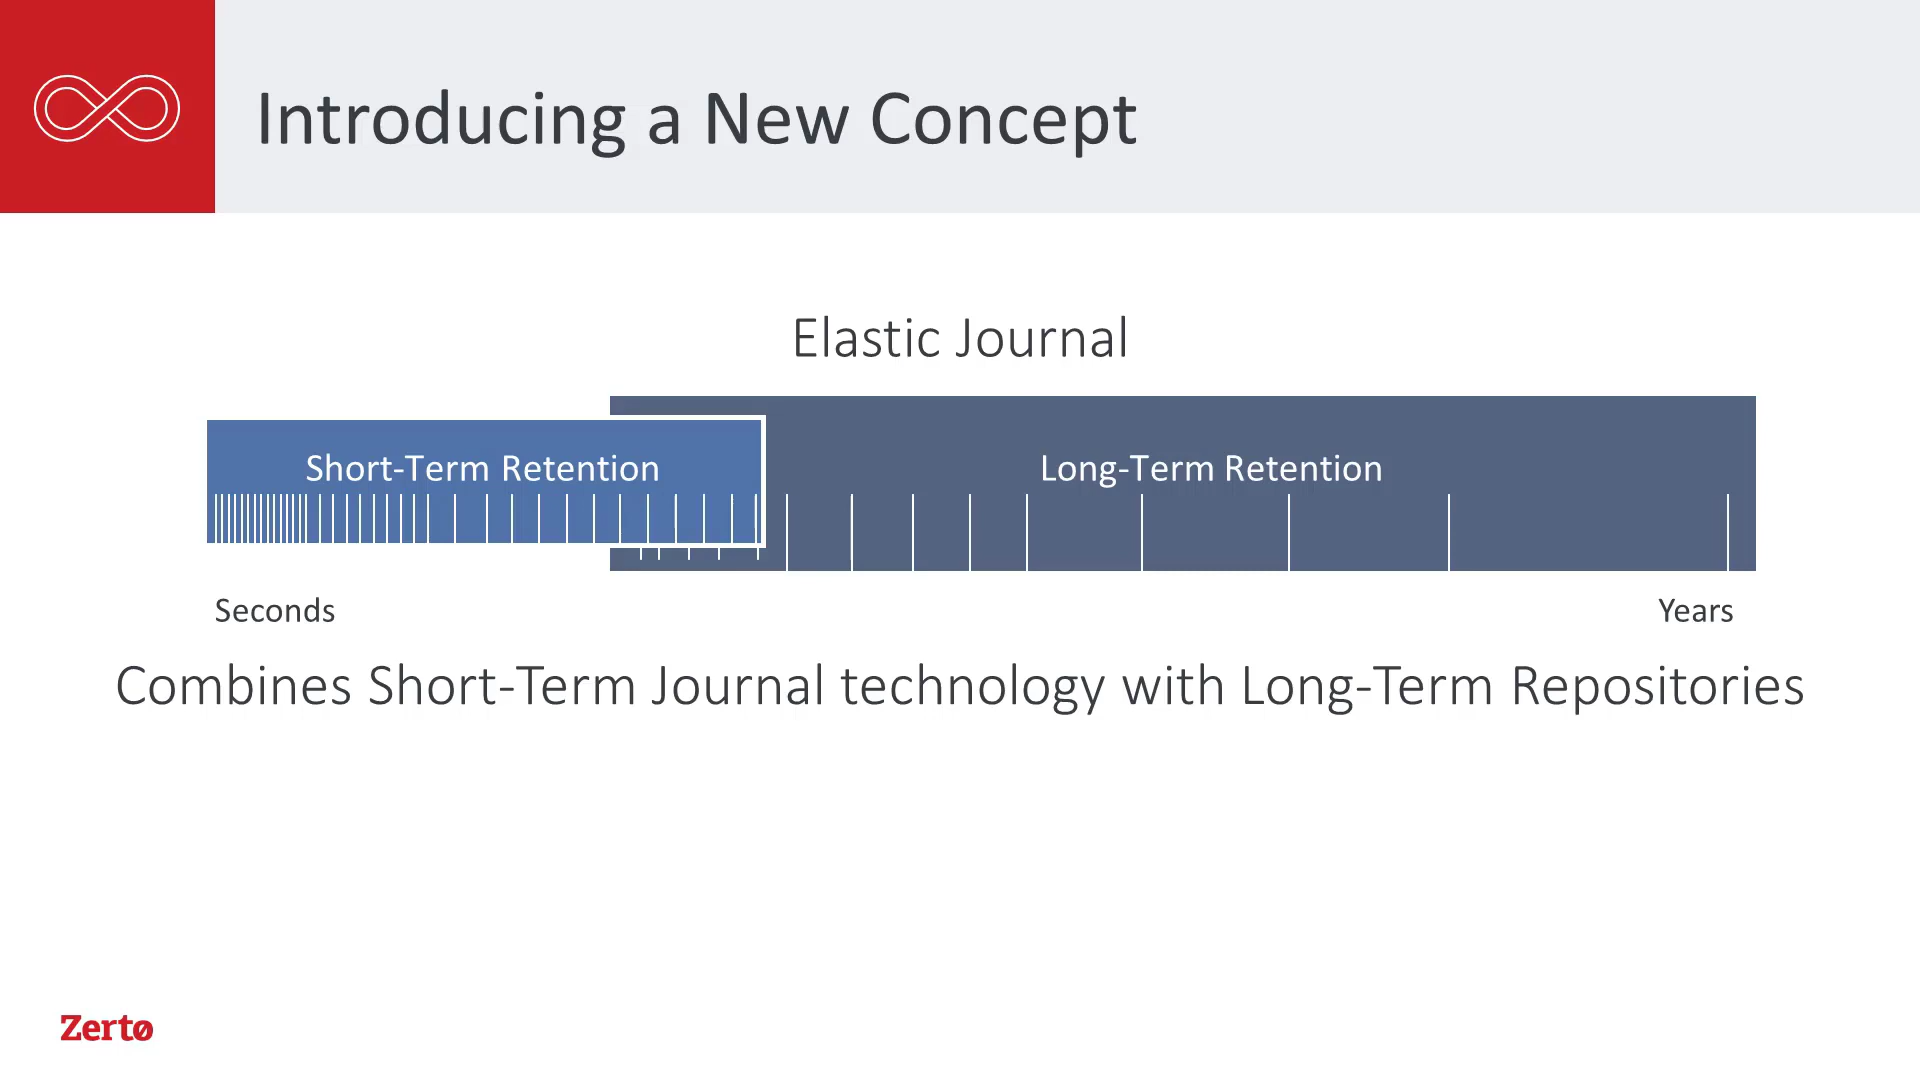 Introducing a New Concept
Elastic Journal
Short-Term Retention
Long-Term Retention
Seconds
Years
Combines Short-Term Journal technology with Long-Term Repositories
Zerto